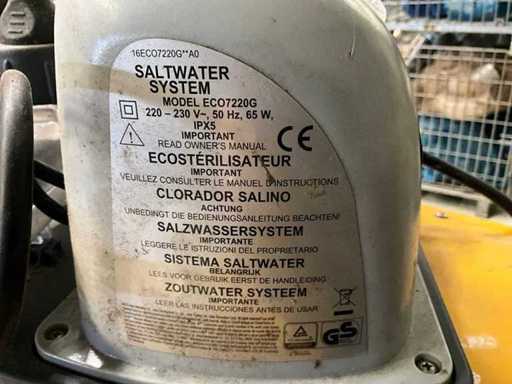 16ECO7220G**A0
SALTWATER
SYSTEM
MODEL ECO7220G
220 – 230 V~, 50 Hz, 65 W,
IPX5
IMPORTANT
READ OWNER'S MANUAL
ECOSTÉRILISATEUR
IMPORTANT
VEUILLEZ CONSULTER LE MANUEL D'INSTRUCTIONS
CLORADOR SALINO
ACHTUNG
UNBEDINGT DIE BEDIENUNGSANLEITUNG BEACHTEN!
SALZWASSERSYSTEM
IMPORTANTE
LEGGERE LE ISTRUZIONI DEL PROPRIETARIO
SISTEMA SALTWATER
BELANGRIJK
LEES VOOR GEBRUIK EERST DE HANDLEIDING
ZOUTWATER SYSTEEM
IMPORTANTE
LEER LAS INSTRUCCIONES ANTES DE USAR
CE
GS